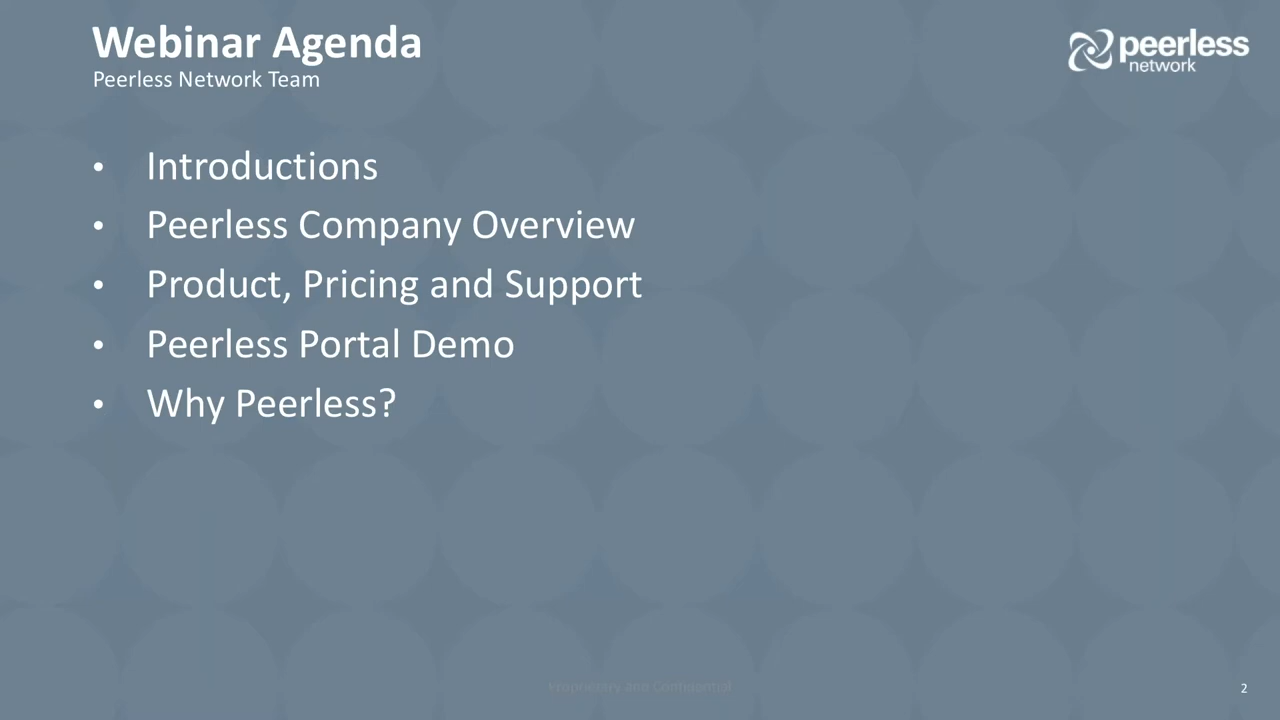 Webinar Agenda
Peerless Network Team
peerless
network
• Introductions
• Peerless Company Overview
• Product, Pricing and Support
• Peerless Portal Demo
• Why Peerless?
Proprietary and Confidential
2